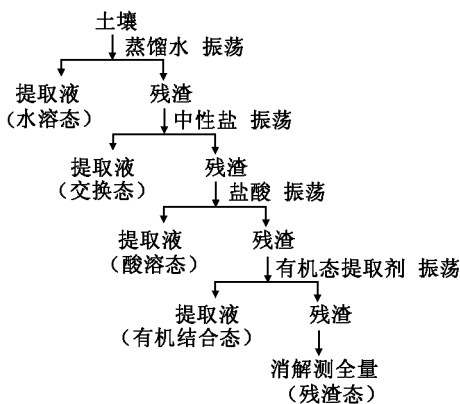 土壤
蒸馏水 振荡
提取液 残渣
（水溶态）
中性盐 振荡
提取液 残渣
（交换态）
盐酸 振荡
提取液 残渣
（酸溶态）
有机态提取剂 振荡
提取液 残渣
（有机结合态）
消解测全量
（残渣态）